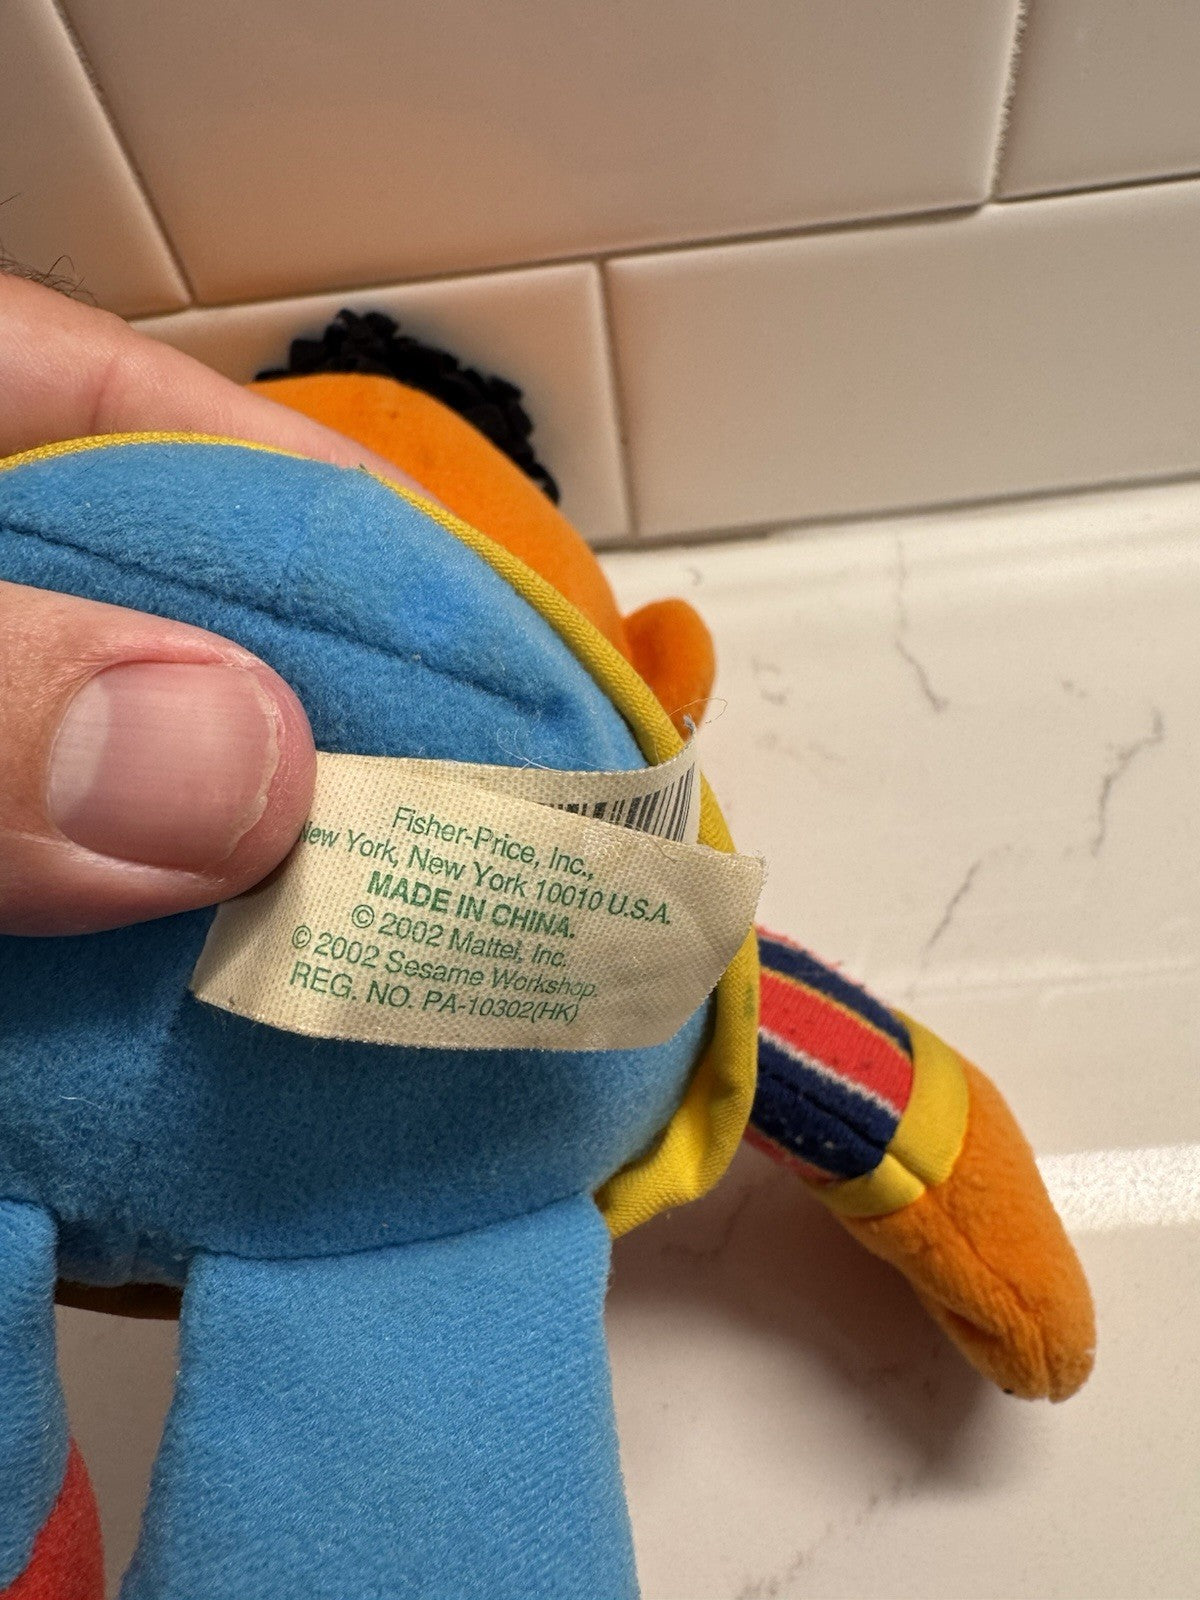 Fisher-Price, Inc.,
New York, New York 10010 U.S.A.
MADE IN CHINA.
© 2002 Mattel, Inc.
© 2002 Sesame Workshop.
REG. NO. PA-10302(HK)